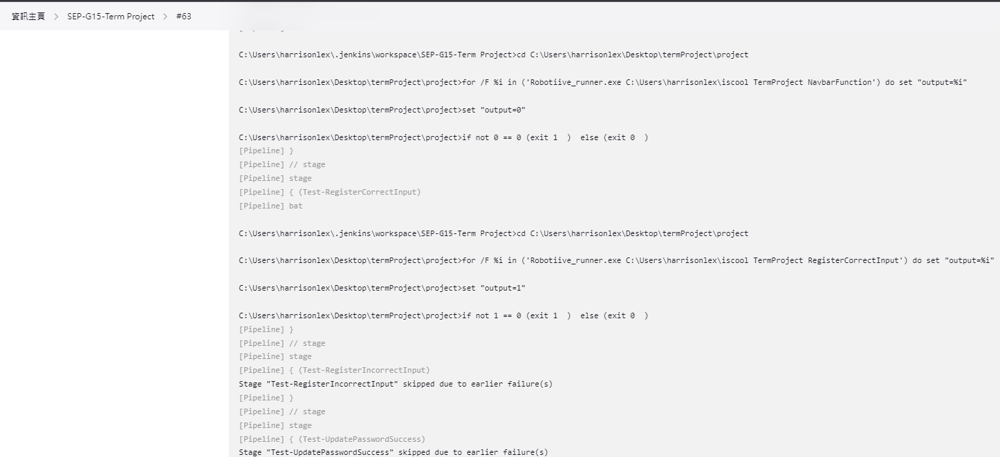 資訊主頁 > SEP-G15-Term Project > #63
C:\Users\harrisonlex\.jenkins\workspace\SEP-G15-Term Project>cd C:\Users\harrisonlex\Desktop\termProject\project
C:\Users\harrisonlex\Desktop\termProject\project>for /F %i in ('Robotiive_runner.exe C:\Users\harrisonlex\iscool TermProject NavbarFunction') do set "output=%i"
C:\Users\harrisonlex\Desktop\termProject\project>set "output=0"
C:\Users\harrisonlex\Desktop\termProject\project>if not 0 == 0 (exit 1  )  else (exit 0  )
[Pipeline] }
[Pipeline] // stage
[Pipeline] stage
[Pipeline] { (Test-RegisterCorrectInput)
[Pipeline] bat
C:\Users\harrisonlex\.jenkins\workspace\SEP-G15-Term Project>cd C:\Users\harrisonlex\Desktop\termProject\project
C:\Users\harrisonlex\Desktop\termProject\project>for /F %i in ('Robotiive_runner.exe C:\Users\harrisonlex\iscool TermProject RegisterCorrectInput') do set "output=%i"
C:\Users\harrisonlex\Desktop\termProject\project>set "output=1"
C:\Users\harrisonlex\Desktop\termProject\project>if not 1 == 0 (exit 1  )  else (exit 0  )
[Pipeline] }
[Pipeline] // stage
[Pipeline] stage
[Pipeline] { (Test-RegisterIncorrectInput)
Stage "Test-RegisterIncorrectInput" skipped due to earlier failure(s)
[Pipeline] }
[Pipeline] // stage
[Pipeline] stage
[Pipeline] { (Test-UpdatePasswordSuccess)
Stage "Test-UpdatePasswordSuccess" skipped due to earlier failure(s)